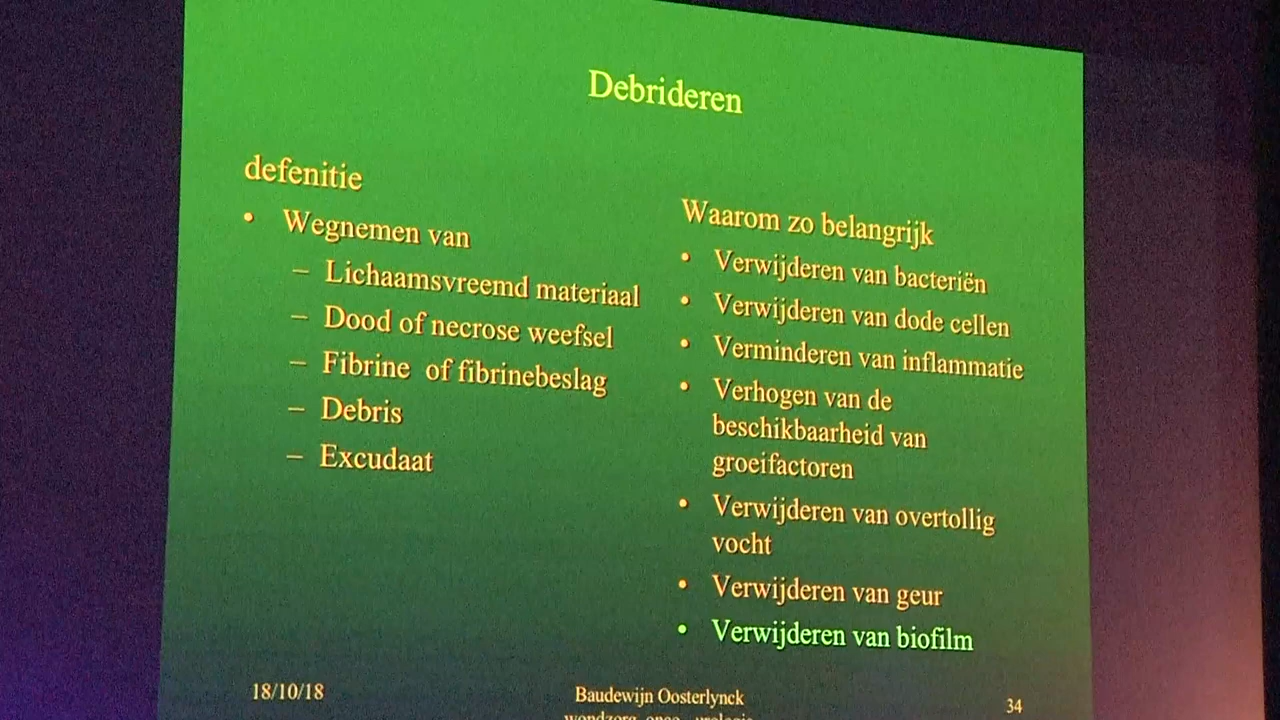 Debrideren
defenitie
• Wegnemen van
– Lichaamsvreemd materiaal
– Dood of necrose weefsel
– Fibrine of fibrinebeslag
– Debris
– Excudaat
Waarom zo belangrijk
• Verwijderen van bacteriën
• Verwijderen van dode cellen
• Verminderen van inflammatie
• Verhogen van de
beschikbaarheid van
groeifactoren
• Verwijderen van overtollig
vocht
• Verwijderen van geur
• Verwijderen van biofilm
18/10/18
Baudewijn Oosterlynck
34